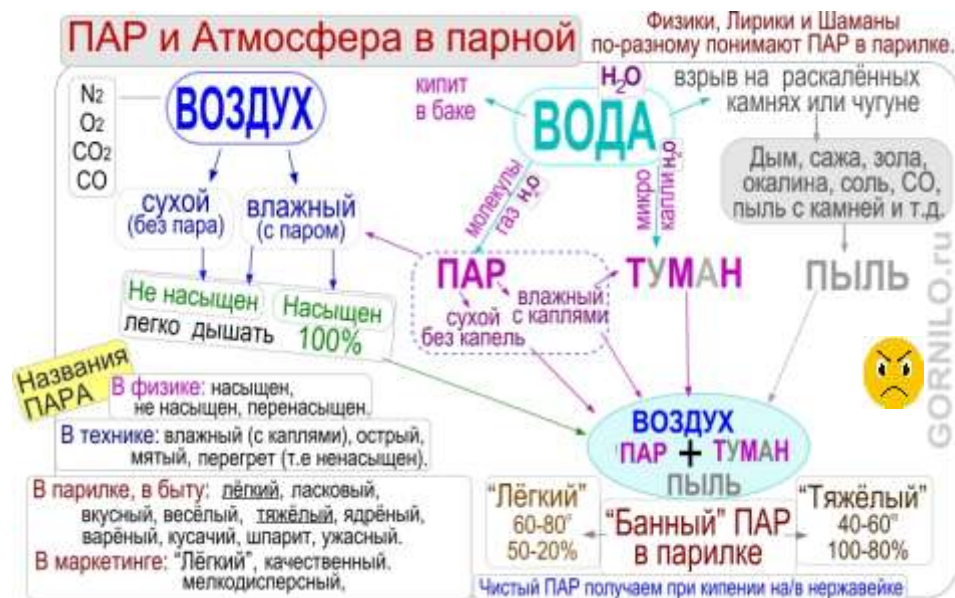 ПАР и Атмосфера в парной
Физики, Лирики и Шаманы
по-разному понимают ПАР в парилке.
N2
O2
CO2
CO
ВОЗДУХ
сухой
(без пара)
влажный
(с паром)
Не насыщен
легко дышать
Насыщен
100%
кипит
в баке
H2O
ВОДА
взрыв на раскалённых
камнях или чугуне
Дым, сажа, зола,
окалина, соль, СО,
пыль с камней и т.д.
молекулы
газ H2O
микро
капли H2O
ПАР
сухой
без капель
влажный
с каплями
ТУМАН
ПЫЛЬ
GORNILO.ru
Названия
ПАРА
В физике: насыщен,
не насыщен, перенасыщен.
В технике: влажный (с каплями), острый,
мятый, перегрет (т.е ненасыщен).
В парилке, в быту: лёгкий, ласковый,
вкусный, весёлый, тяжёлый, ядрёный,
варёный, кусачий, шпарит, ужасный.
В маркетинге: "Лёгкий", качественный.
мелкодисперсный,
ВОЗДУХ
ПАР + ТУМАН
ПЫЛЬ
"Лёгкий"
60-80°
50-20%
"Банный" ПАР
в парилке
"Тяжёлый"
40-60°
100-80%
Чистый ПАР получаем при кипении на/в нержавейке